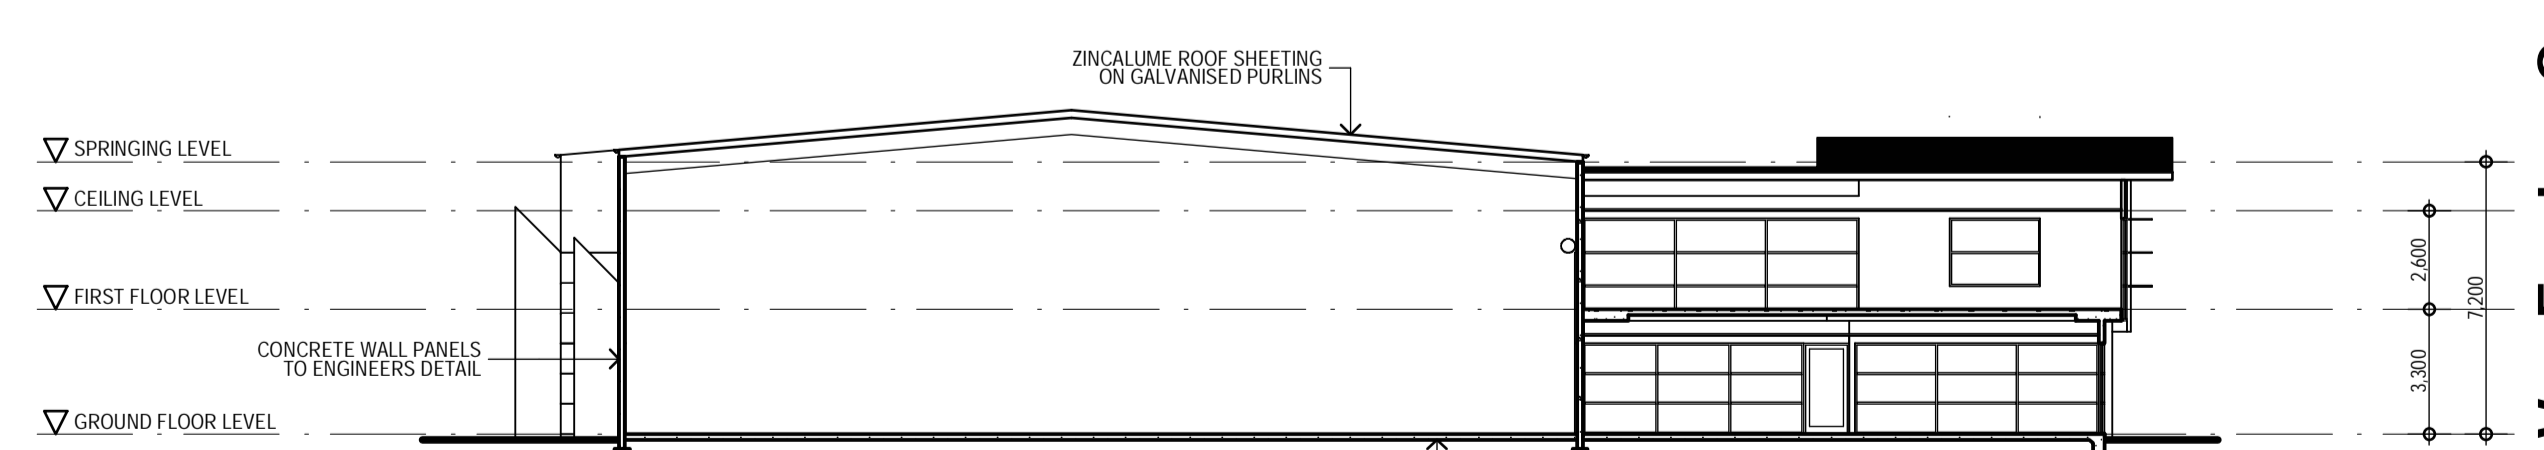 ZINCALUME ROOF SHEETING
ON GALVANISED PURLINS
SPRINGING LEVEL
CEILING LEVEL
FIRST FLOOR LEVEL
CONCRETE WALL PANELS
TO ENGINEERS DETAIL
GROUND FLOOR LEVEL
2,600
7,200
3,300